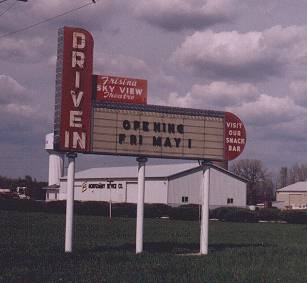 DRIVE IN
Frisina
SKY VIEW
Theatre
OPENING
FRI MAY 1
VISIT
OUR
SNACK
BAR